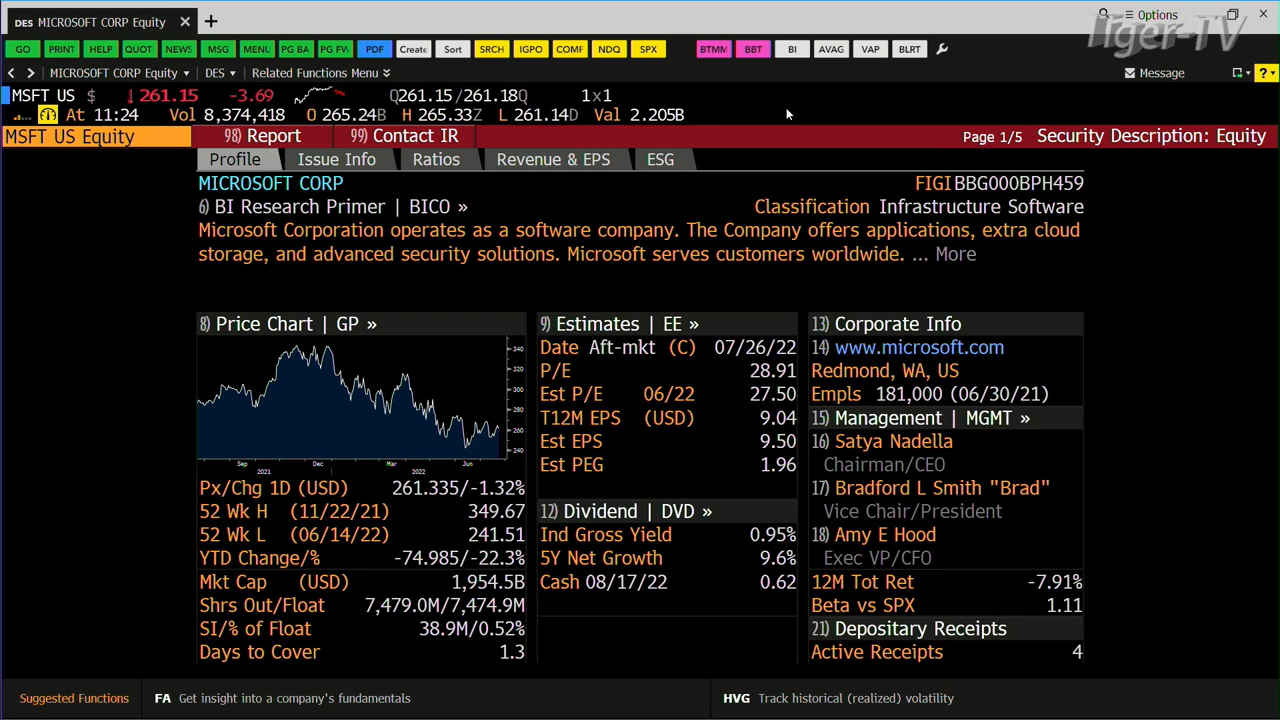 DES MICROSOFT CORP Equity × +
Options
Tiger-TV
GO PRINT HELP QUOT NEWS MSG MENU PG BA PG FW PDF Create Sort SRCH IGPO COMF NDQ SPX BTMM BBT BI AVAG VAP BLRT
MICROSOFT CORP Equity DES Related Functions Menu Message ?
MSFT US $ ↓261.15 -3.69 Q261.15/261.18Q 1x1
At 11:24 Vol 8,374,418 O 265.24B H 265.33Z L 261.14D Val 2.205B
MSFT US Equity 98) Report 99) Contact IR Page 1/5 Security Description: Equity
Profile Issue Info Ratios Revenue & EPS ESG
MICROSOFT CORP FIGI BBG000BPH459
6) BI Research Primer | BICO » Classification Infrastructure Software
Microsoft Corporation operates as a software company. The Company offers applications, extra cloud
storage, and advanced security solutions. Microsoft serves customers worldwide. ... More
8) Price Chart | GP »
340
320
300
280
260
240
Sep Dec Mar Jun
2021 2022
Px/Chg 1D (USD) 261.335/-1.32%
52 Wk H (11/22/21) 349.67
52 Wk L (06/14/22) 241.51
YTD Change/% -74.985/-22.3%
Mkt Cap (USD) 1,954.5B
Shrs Out/Float 7,479.0M/7,474.9M
SI/% of Float 38.9M/0.52%
Days to Cover 1.3
9) Estimates | EE »
Date Aft-mkt (C) 07/26/22
P/E 28.91
Est P/E 06/22 27.50
T12M EPS (USD) 9.04
Est EPS 9.50
Est PEG 1.96
12) Dividend | DVD »
Ind Gross Yield 0.95%
5Y Net Growth 9.6%
Cash 08/17/22 0.62
13) Corporate Info
14) www.microsoft.com
Redmond, WA, US
Empls 181,000 (06/30/21)
15) Management | MGMT »
16) Satya Nadella
Chairman/CEO
17) Bradford L Smith "Brad"
Vice Chair/President
18) Amy E Hood
Exec VP/CFO
12M Tot Ret -7.91%
Beta vs SPX 1.11
21) Depositary Receipts
Active Receipts 4
Suggested Functions FA Get insight into a company's fundamentals HVG Track historical (realized) volatility